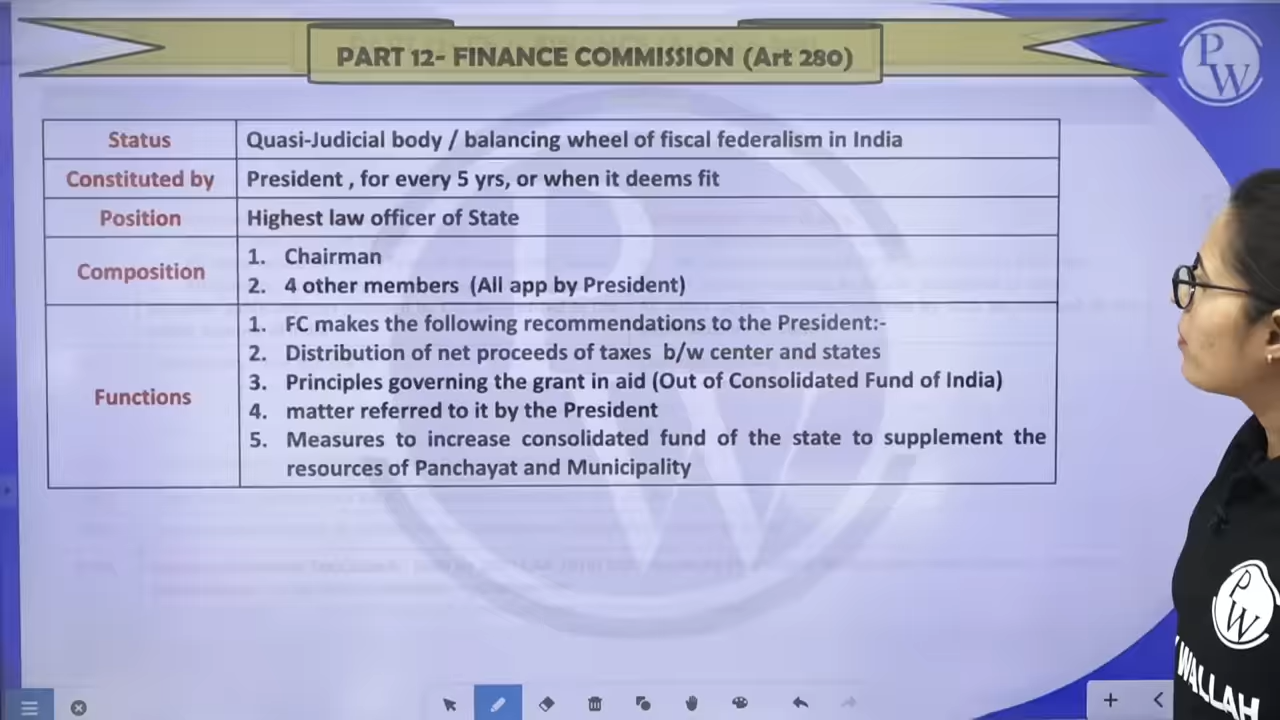 PART 12- FINANCE COMMISSION (Art 280)
PW
Status
Quasi-Judicial body / balancing wheel of fiscal federalism in India
Constituted by
President , for every 5 yrs, or when it deems fit
Position
Highest law officer of State
Composition
1. Chairman
2. 4 other members (All app by President)
Functions
1. FC makes the following recommendations to the President:-
2. Distribution of net proceeds of taxes b/w center and states
3. Principles governing the grant in aid (Out of Consolidated Fund of India)
4. matter referred to it by the President
5. Measures to increase consolidated fund of the state to supplement the
resources of Panchayat and Municipality
PW
WALLAH